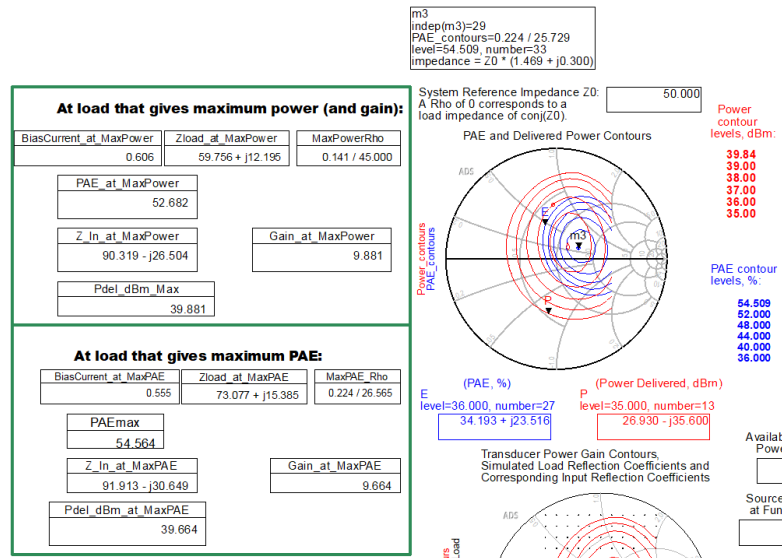 m3
indep(m3)=29
PAE_contours=0.224 / 25.729
level=54.509, number=33
impedance = Z0 * (1.469 + j0.300)
At load that gives maximum power (and gain):
BiasCurrent_at_MaxPower
0.606
Zload_at_MaxPower
59.756 + j12.195
MaxPowerRho
0.141 / 45.000
PAE_at_MaxPower
52.682
Z_In_at_MaxPower
90.319 - j26.504
Gain_at_MaxPower
9.881
Pdel_dBm_Max
39.881
At load that gives maximum PAE:
BiasCurrent_at_MaxPAE
0.555
Zload_at_MaxPAE
73.077 + j15.385
MaxPAE_Rho
0.224 / 26.565
PAEmax
54.564
Z_In_at_MaxPAE
91.913 - j30.649
Gain_at_MaxPAE
9.664
Pdel_dBm_at_MaxPAE
39.664
System Reference Impedance Z0:
A Rho of 0 corresponds to a
load impedance of conj(Z0).
50.000
PAE and Delivered Power Contours
ADS
E
m3
P
Power_contours
PAE_contours
Power
contour
levels, dBm:
39.84
39.00
38.00
37.00
36.00
35.00
PAE contour
levels, %:
54.509
52.000
48.000
44.000
40.000
36.000
(PAE, %)
E
level=36.000, number=27
34.193 + j23.516
(Power Delivered, dBm)
P
level=35.000, number=13
26.930 - j35.600
Transducer Power Gain Contours,
Simulated Load Reflection Coefficients and
Corresponding Input Reflection Coefficients
ADS
Load
Availab
Powe
Source
at Fun